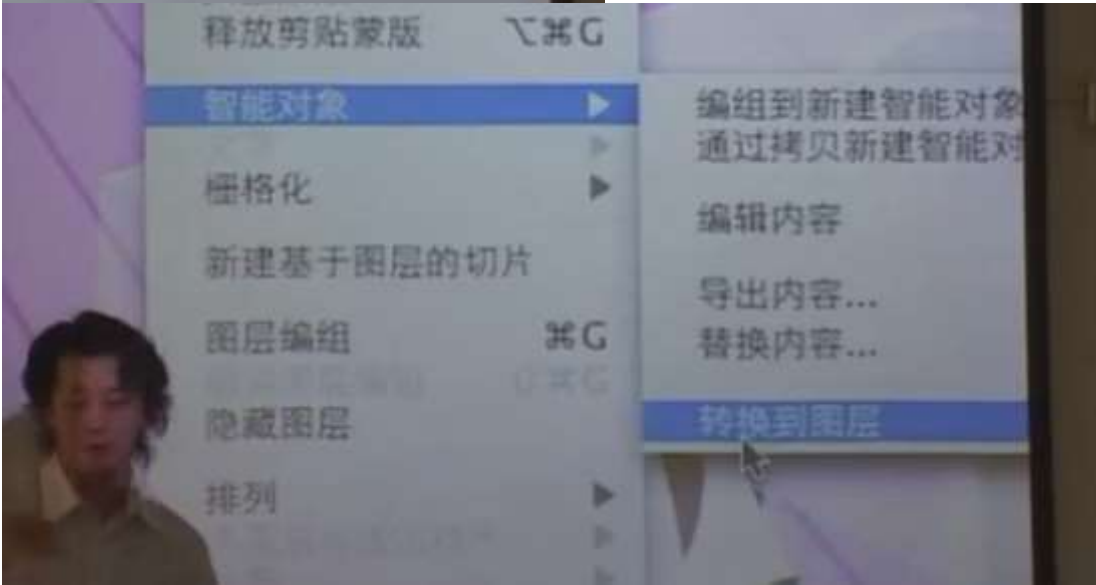 释放剪贴蒙版 ⌥⌘G
智能对象
栅格化
新建基于图层的切片
图层编组 ⌘G
隐藏图层
排列
编组到新建智能对象
通过拷贝新建智能对
编辑内容
导出内容...
替换内容...
转换到图层